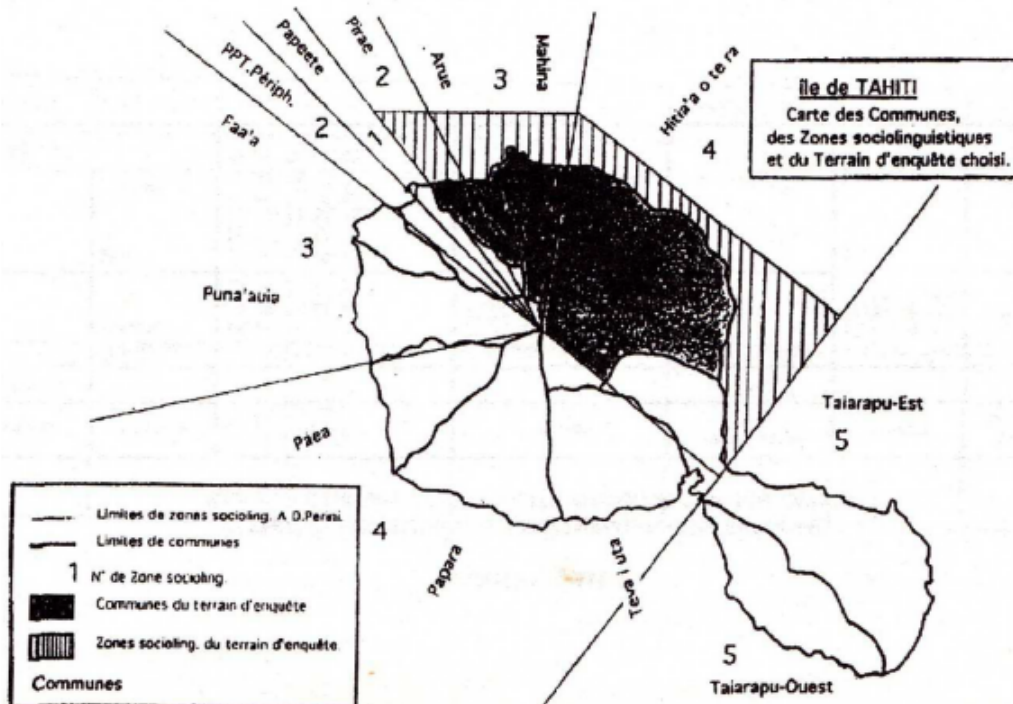 île de TAHITI
Carte des Communes,
des Zones sociolinguistiques
et du Terrain d'enquête choisi.
Faa'a
PPT.Périph.
Papeete
Pirae
Arue
Mahina
Hitia'a o te ra
2
1
2
3
4
3
Puna'auia
Paea
4
Papara
Teva i uta
Taiarapu-Est
5
5
Taiarapu-Ouest
Limites de zones socioling. A.D.
Limites de communes
1 N° de Zone socioling.
Communes du terrain d'enquête
Zones socioling. du terrain d'enquête.
Communes